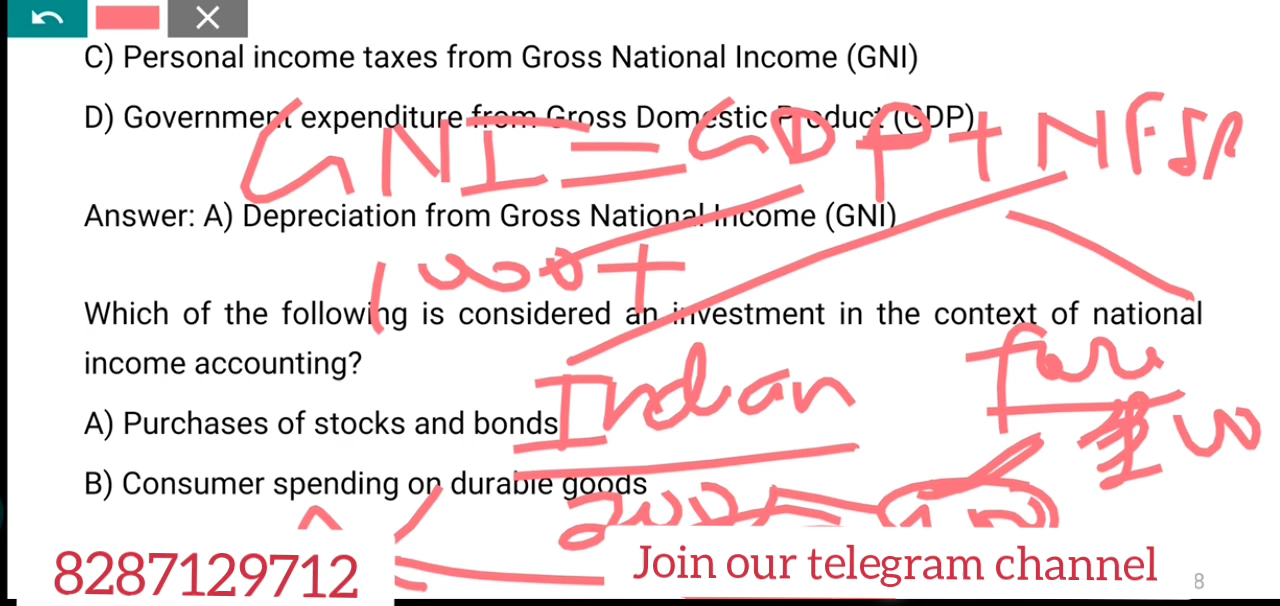 C) Personal income taxes from Gross National Income (GNI)
D) Government expenditure from Gross Domestic Product (GDP)
GNI = GDP +
Answer: A) Depreciation from Gross National Income (GNI)
Which of the following is considered an investment in the context of national
income accounting?
Indian
A) Purchases of stocks and bonds
B) Consumer spending on durable goods
8287129712
Join our telegram channel
8